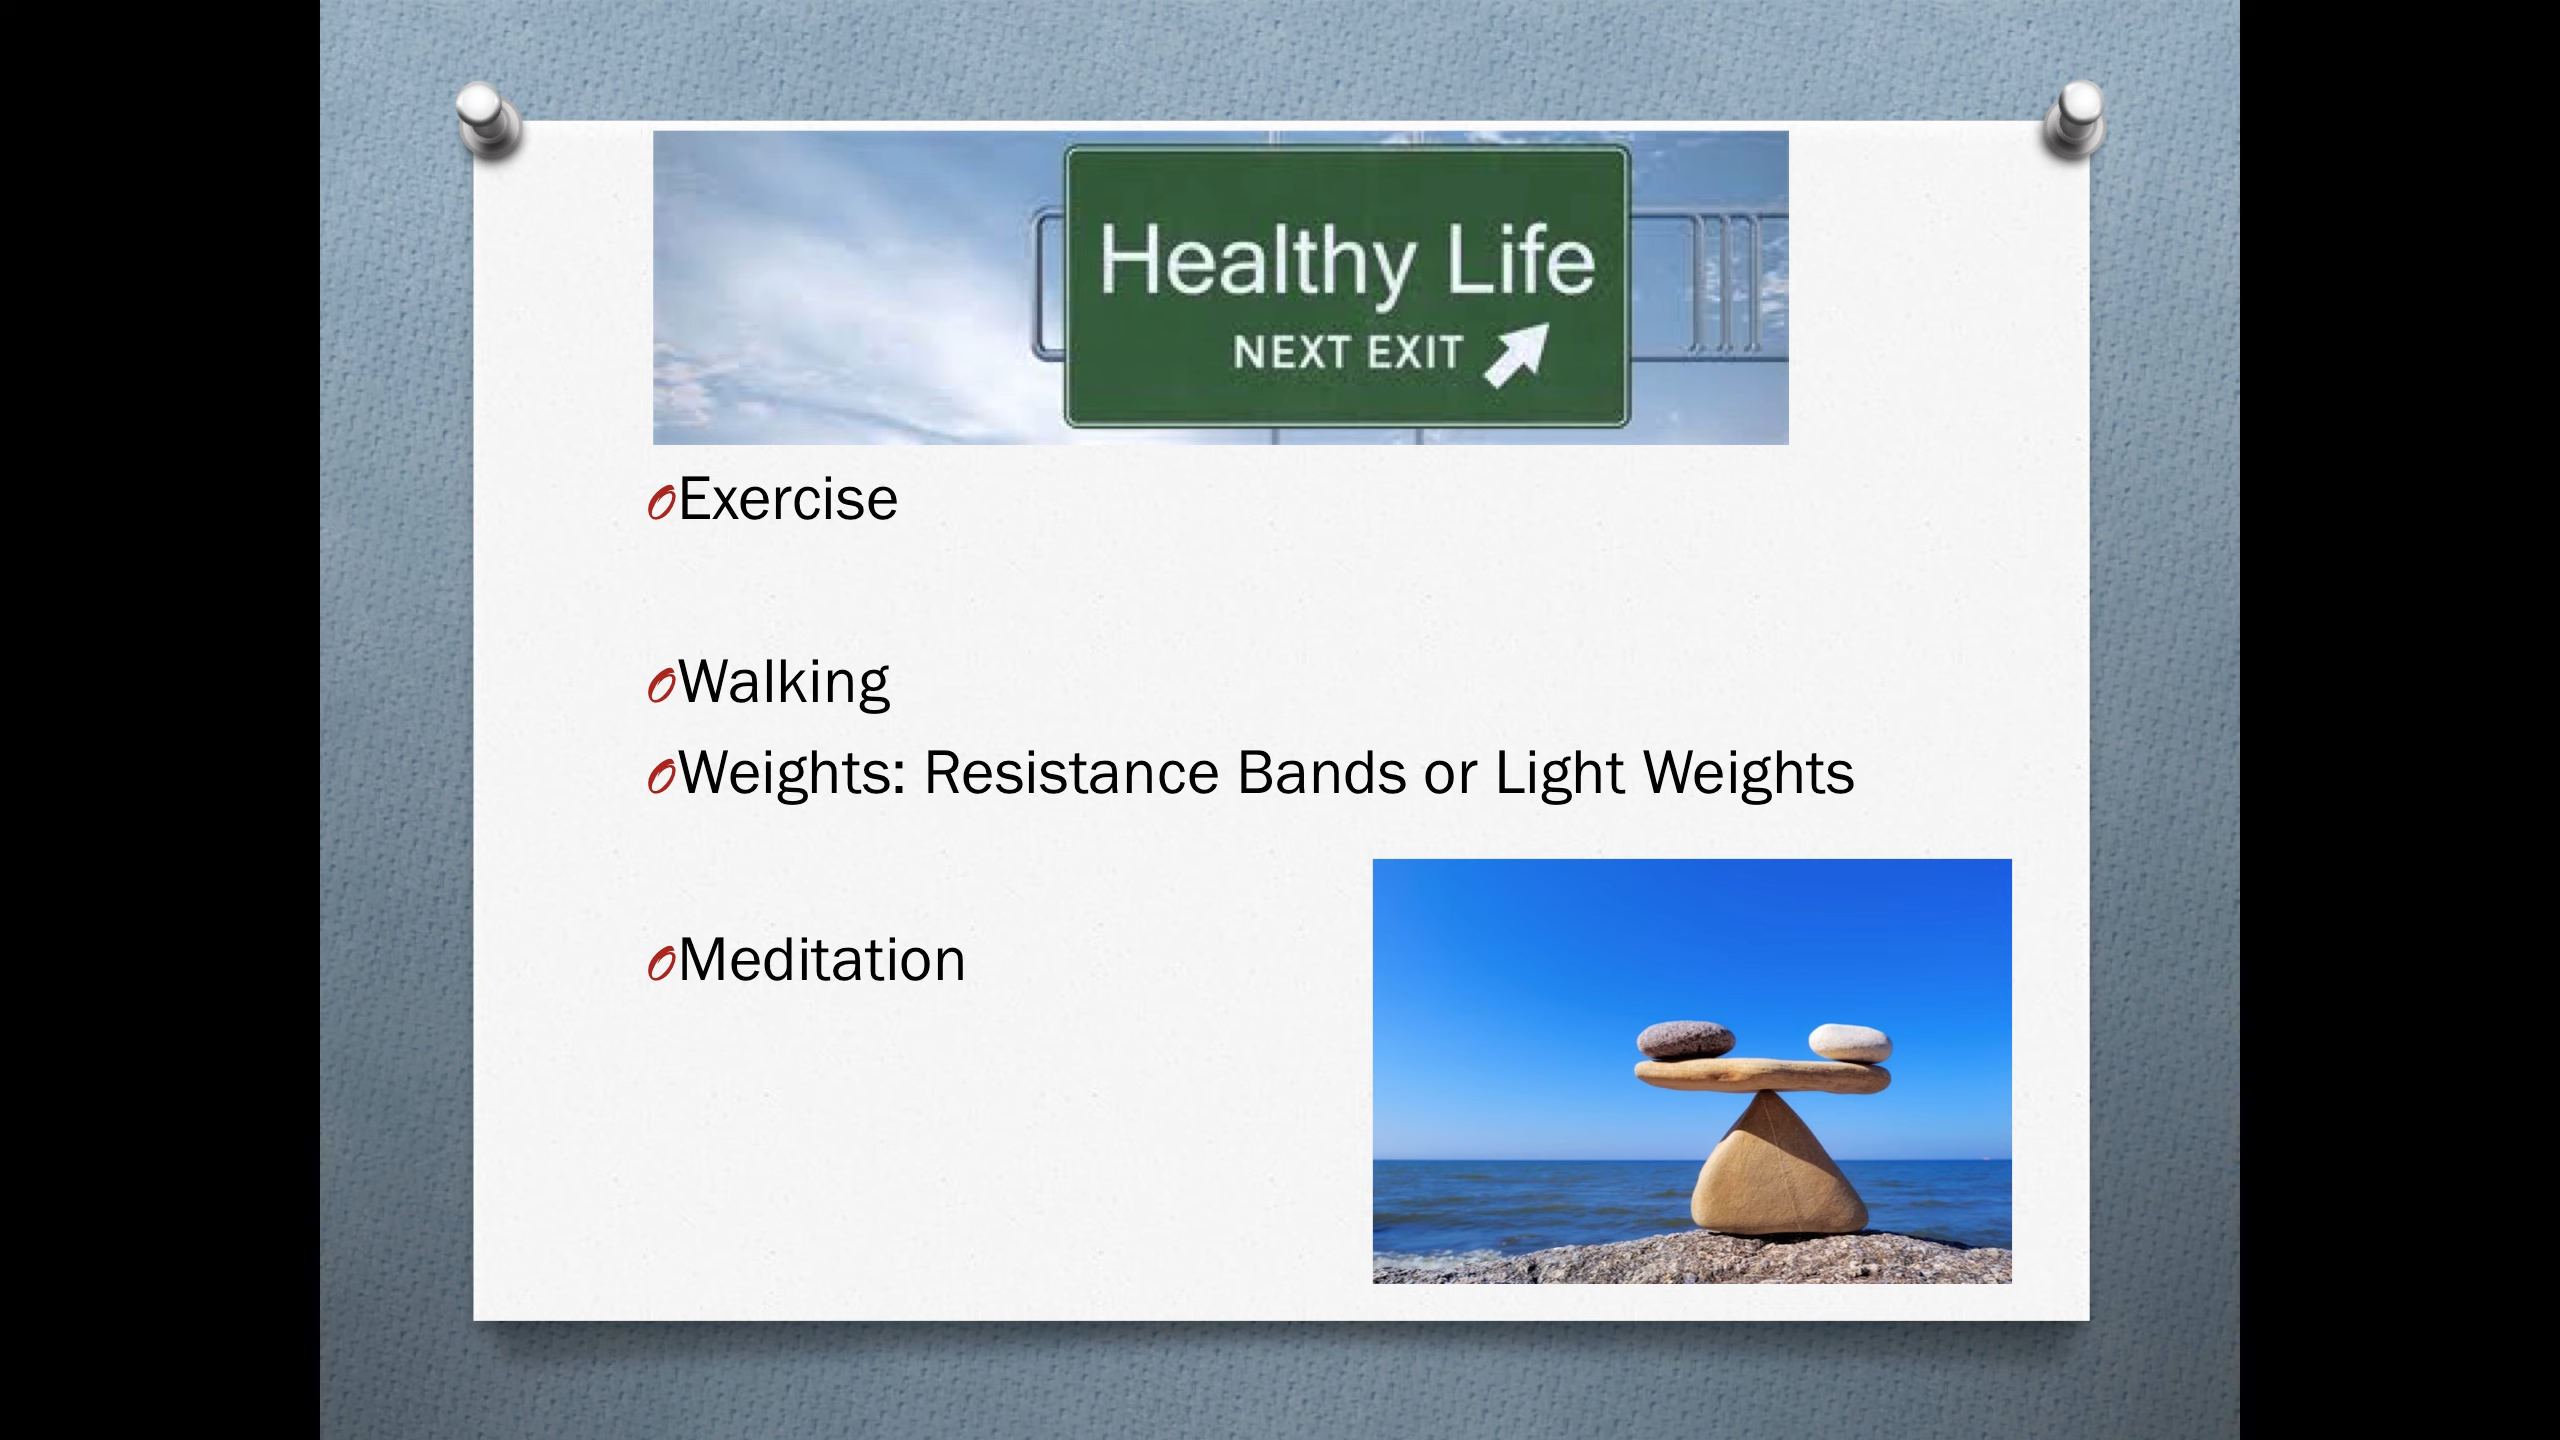 Healthy Life
NEXT EXIT
Exercise
Walking
Weights: Resistance Bands or Light Weights
Meditation